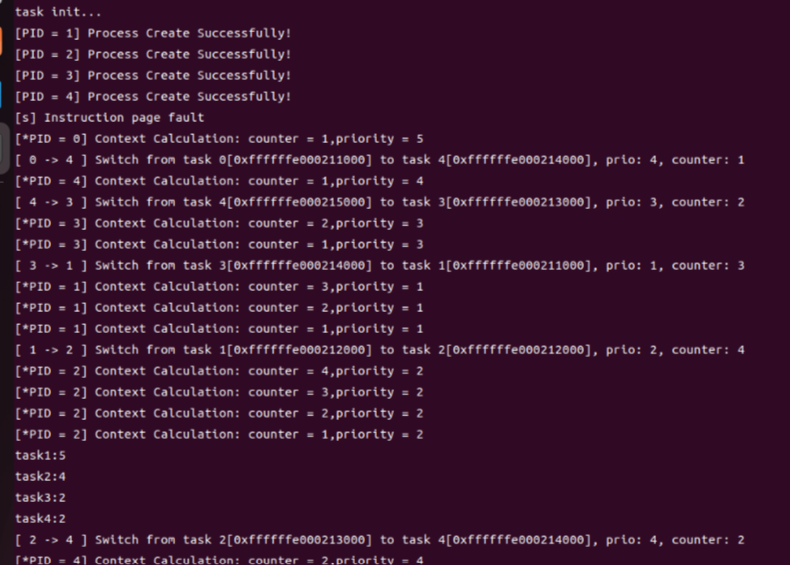 task init...
[PID = 1] Process Create Successfully!
[PID = 2] Process Create Successfully!
[PID = 3] Process Create Successfully!
[PID = 4] Process Create Successfully!
[s] Instruction page fault
[*PID = 0] Context Calculation: counter = 1,priority = 5
[ 0 -> 4 ] Switch from task 0[0xffffffe000211000] to task 4[0xffffffe000214000], prio: 4, counter: 1
[*PID = 4] Context Calculation: counter = 1,priority = 4
[ 4 -> 3 ] Switch from task 4[0xffffffe000215000] to task 3[0xffffffe000213000], prio: 3, counter: 2
[*PID = 3] Context Calculation: counter = 2,priority = 3
[*PID = 3] Context Calculation: counter = 1,priority = 3
[ 3 -> 1 ] Switch from task 3[0xffffffe000214000] to task 1[0xffffffe000211000], prio: 1, counter: 3
[*PID = 1] Context Calculation: counter = 3,priority = 1
[*PID = 1] Context Calculation: counter = 2,priority = 1
[*PID = 1] Context Calculation: counter = 1,priority = 1
[ 1 -> 2 ] Switch from task 1[0xffffffe000212000] to task 2[0xffffffe000212000], prio: 2, counter: 4
[*PID = 2] Context Calculation: counter = 4,priority = 2
[*PID = 2] Context Calculation: counter = 3,priority = 2
[*PID = 2] Context Calculation: counter = 2,priority = 2
[*PID = 2] Context Calculation: counter = 1,priority = 2
task1:5
task2:4
task3:2
task4:2
[ 2 -> 4 ] Switch from task 2[0xffffffe000213000] to task 4[0xffffffe000214000], prio: 4, counter: 2
[*PID = 4] Context Calculation: counter = 2,priority = 4